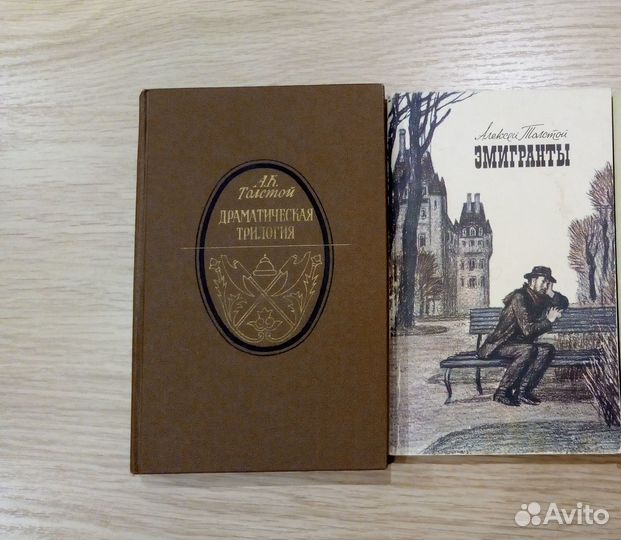 А.К.
Толстой
ДРАМАТИЧЕСКАЯ
ТРИЛОГИЯ
Алексей Толстой
ЭМИГРАНТЫ
Avito